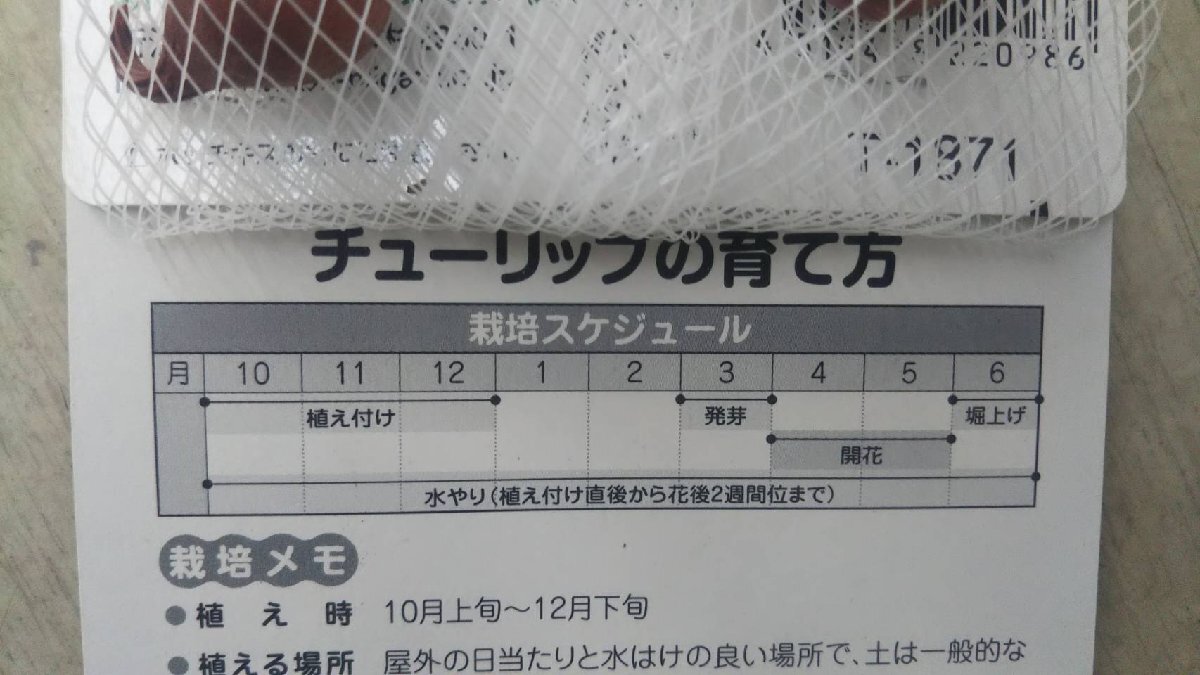 220986
T-1871
チューリップの育て方
栽培スケジュール
月 10 11 12 1 2 3 4 5 6
植え付け 発芽 堀上げ
開花
水やり(植え付け直後から花後2週間位まで)
栽培メモ
●植え時 10月上旬〜12月下旬
●植える場所 屋外の日当たりと水はけの良い場所で、土は一般的な